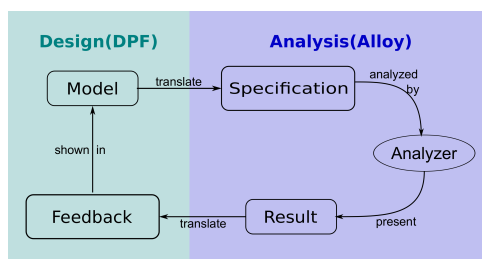 Design(DPF)
Analysis(Alloy)
Model
translate
Specification
analyzed
by
Analyzer
shown in
Feedback
translate
Result
present